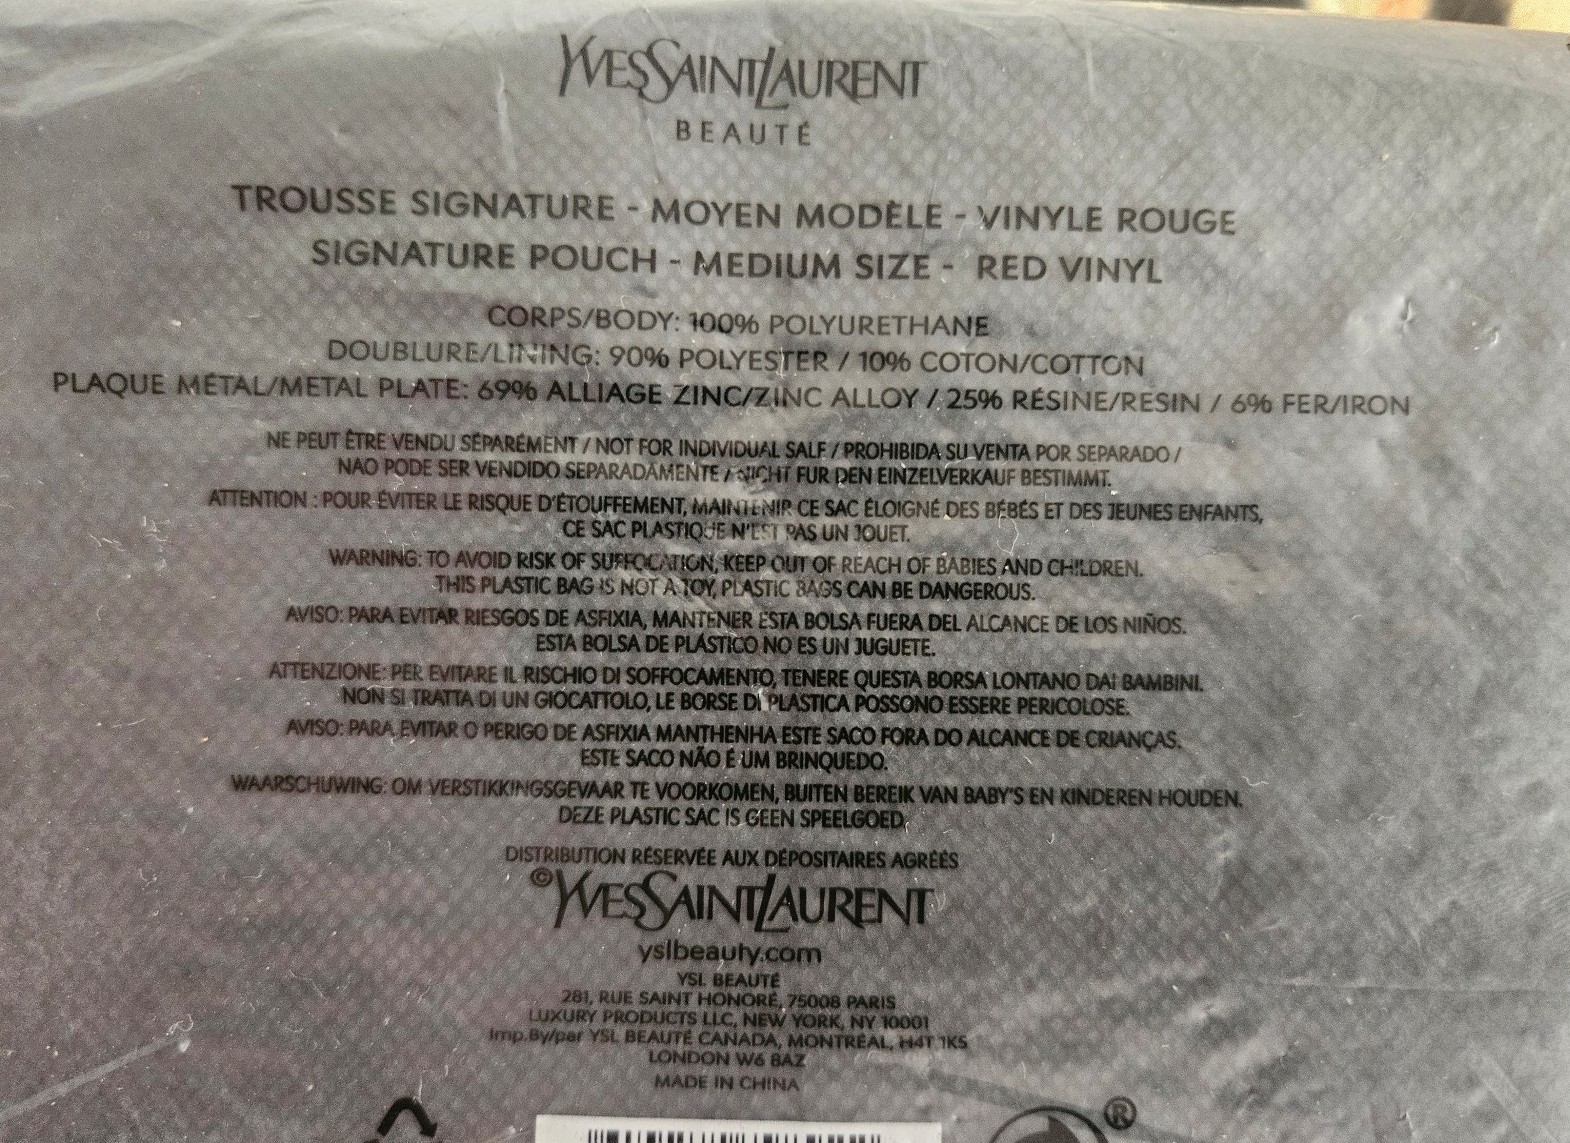 YVESSAINTLAURENT
BEAUTÉ
TROUSSE SIGNATURE - MOYEN MODÈLE - VINYLE ROUGE
SIGNATURE POUCH - MEDIUM SIZE - RED VINYL
CORPS/BODY: 100% POLYURETHANE
DOUBLURE/LINING: 90% POLYESTER / 10% COTON/COTTON
PLAQUE MÉTAL/METAL PLATE: 69% ALLIAGE ZINC/ZINC ALLOY / 25% RÉSINE/RESIN / 6% FER/IRON
NE PEUT ÊTRE VENDU SÉPARÉMENT / NOT FOR INDIVIDUAL SALE / PROHIBIDA SU VENTA POR SEPARADO /
NAO PODE SER VENDIDO SEPARADAMENTE / NICHT FUR DEN EINZELVERKAUF BESTIMMT.
ATTENTION : POUR ÉVITER LE RISQUE D'ÉTOUFFEMENT, MAINTENIR CE SAC ÉLOIGNÉ DES BÉBÉS ET DES JEUNES ENFANTS,
CE SAC PLASTIQUE N'EST PAS UN JOUET.
WARNING: TO AVOID RISK OF SUFFOCATION, KEEP OUT OF REACH OF BABIES AND CHILDREN.
THIS PLASTIC BAG IS NOT A TOY, PLASTIC BAGS CAN BE DANGEROUS.
AVISO: PARA EVITAR RIESGOS DE ASFIXIA, MANTENER ESTA BOLSA FUERA DEL ALCANCE DE LOS NIÑOS.
ESTA BOLSA DE PLÁSTICO NO ES UN JUGUETE.
ATTENZIONE: PER EVITARE IL RISCHIO DI SOFFOCAMENTO, TENERE QUESTA BORSA LONTANO DAI BAMBINI.
NON SI TRATTA DI UN GIOCATTOLO, LE BORSE DI PLASTICA POSSONO ESSERE PERICOLOSE.
AVISO: PARA EVITAR O PERIGO DE ASFIXIA MANTHENHA ESTE SACO FORA DO ALCANCE DE CRIANÇAS.
ESTE SACO NÃO É UM BRINQUEDO.
WAARSCHUWING: OM VERSTIKKINGSGEVAAR TE VOORKOMEN, BUITEN BEREIK VAN BABY'S EN KINDEREN HOUDEN.
DEZE PLASTIC SAC IS GEEN SPEELGOED.
DISTRIBUTION RÉSERVÉE AUX DÉPOSITAIRES AGRÉÉS
©YVESSAINTLAURENT
yslbeauty.com
YSL BEAUTÉ
281, RUE SAINT HONORÉ, 75008 PARIS
LUXURY PRODUCTS LLC, NEW YORK, NY 10001
Imp.By/par YSL BEAUTÉ CANADA, MONTRÉAL, H4T 1K5
LONDON W6 8AZ
MADE IN CHINA
®